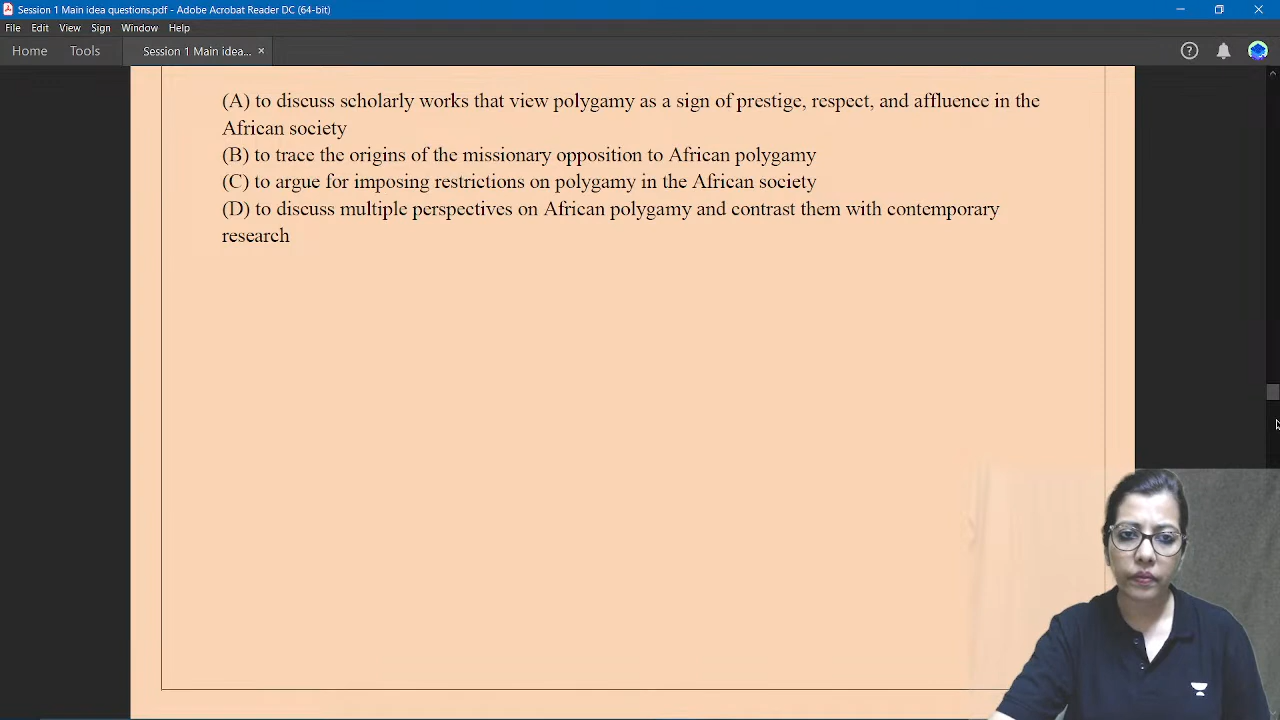 Session 1 Main idea questions.pdf - Adobe Acrobat Reader DC (64-bit)
File Edit View Sign Window Help
Home Tools Session 1 Main idea... ×
(A) to discuss scholarly works that view polygamy as a sign of prestige, respect, and affluence in the
African society
(B) to trace the origins of the missionary opposition to African polygamy
(C) to argue for imposing restrictions on polygamy in the African society
(D) to discuss multiple perspectives on African polygamy and contrast them with contemporary
research